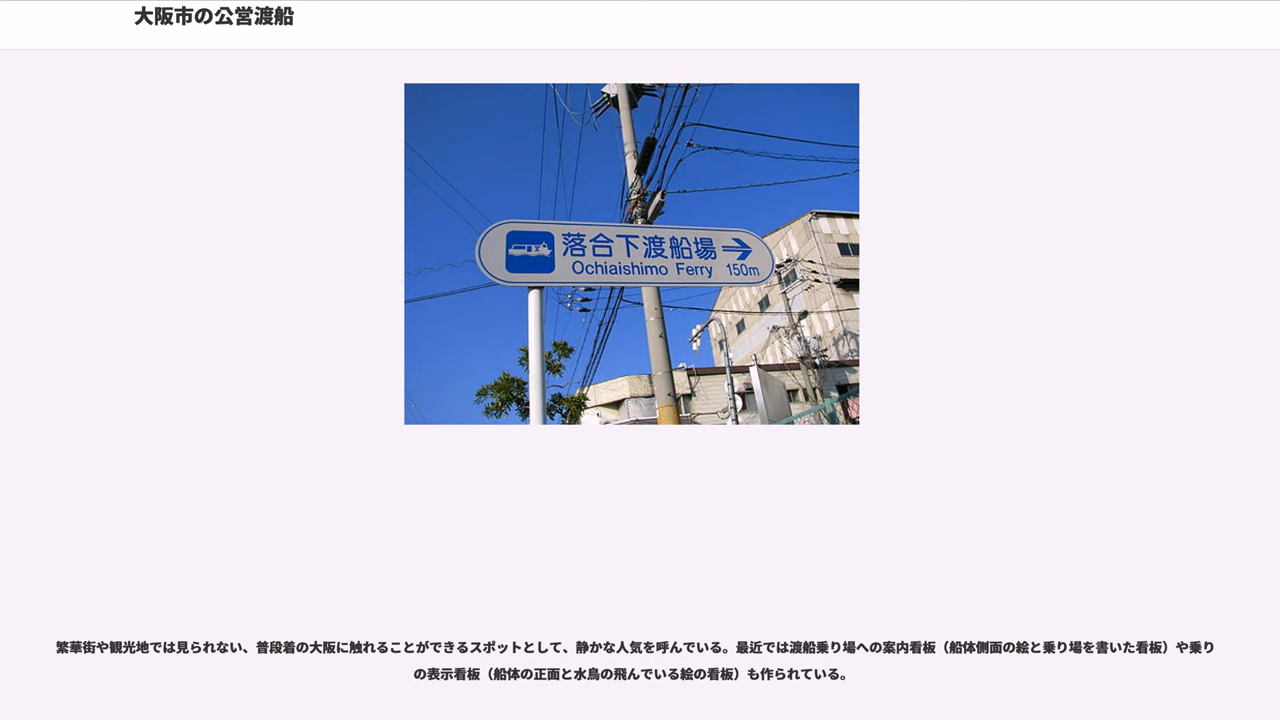 大阪市の公営渡船
落合下渡船場
Ochiaishimo Ferry 150m
繁華街や観光地では見られない、普段着の大阪に触れることができるスポットとして、静かな人気を呼んでいる。最近では渡船乗り場への案内看板（船体側面の絵と乗り場を書いた看板）や乗り
の表示看板（船体の正面と水鳥の飛んでいる絵の看板）も作られている。